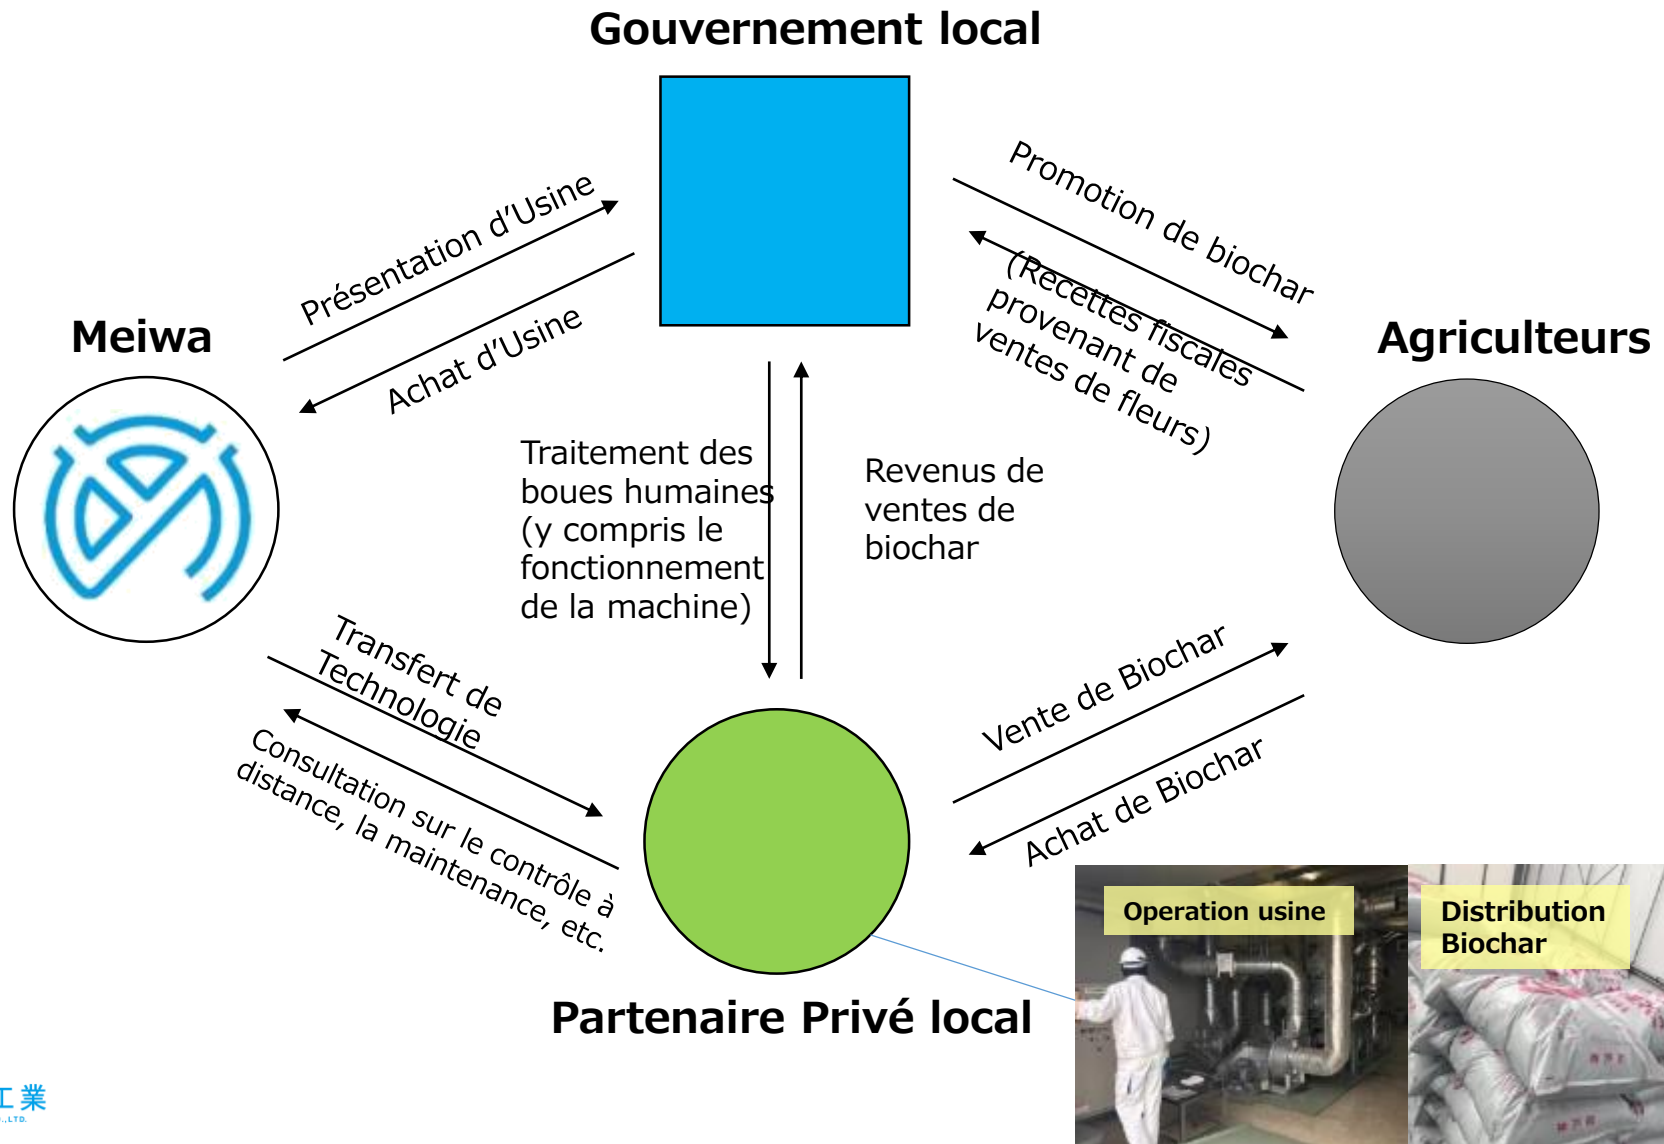 Gouvernement local
Présentation d’Usine
Achat d’Usine
Promotion de biochar
(Recettes fiscales
provenant de
ventes de fleurs)
Meiwa
Agriculteurs
Traitement des
boues humaines
(y compris le
fonctionnement
de la machine)
Revenus de
ventes de
biochar
Transfert de
Technologie
Consultation sur le contrôle à
distance, la maintenance, etc.
Vente de Biochar
Achat de Biochar
Partenaire Privé local
Operation usine
Distribution
Biochar
工業
.,LTD.